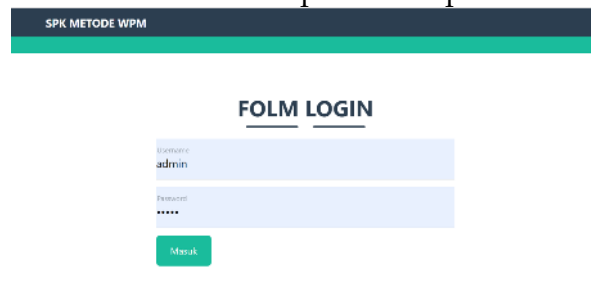 SPK METODE WPM
FOLM LOGIN
Username
admin
Password
•••••
Masuk